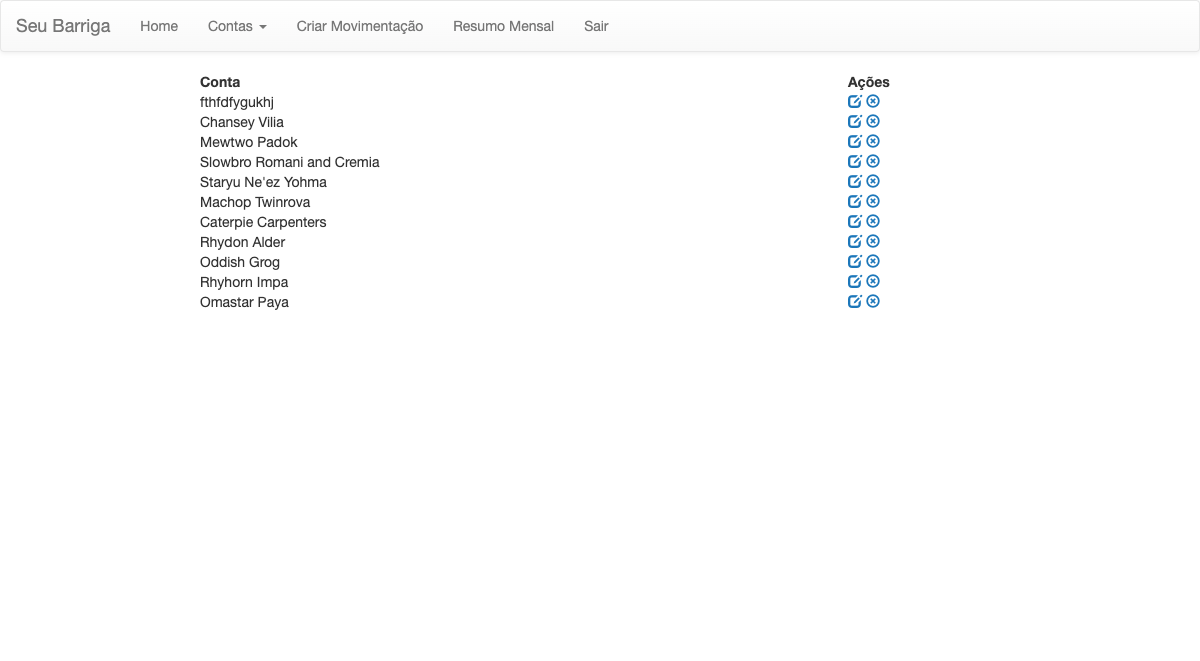 Seu Barriga Home Contas Criar Movimentação Resumo Mensal Sair
Conta Ações
fthfdfygukhj
Chansey Vilia
Mewtwo Padok
Slowbro Romani and Cremia
Staryu Ne'ez Yohma
Machop Twinrova
Caterpie Carpenters
Rhydon Alder
Oddish Grog
Rhyhorn Impa
Omastar Paya